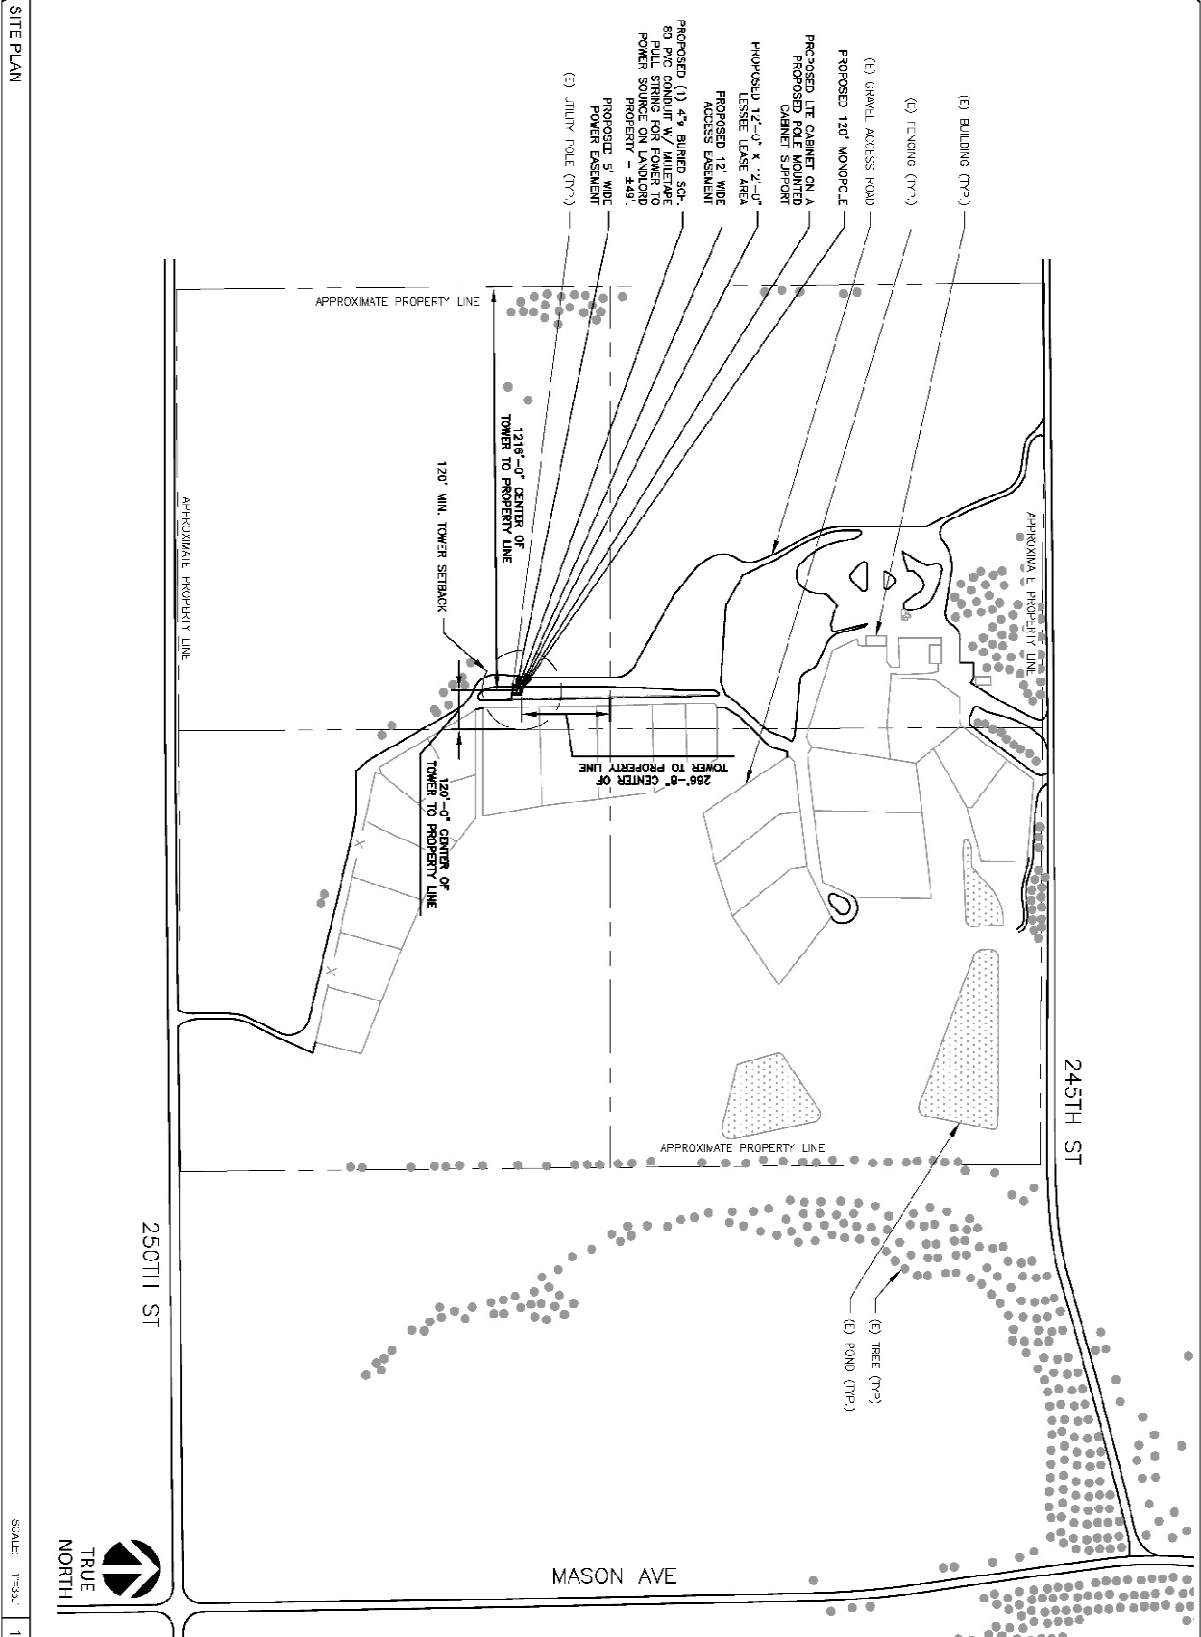 SITE PLAN
(E) BUILDING (TYP.)
(E) FENCING (TYP.)
(E) GRAVEL ACCESS ROAD
PROPOSED 120' MONOPOLE
PROPOSED LTE CABINET ON A
PROPOSED POLE MOUNTED
CABINET SUPPORT
PROPOSED 12'-0" X 12'-0"
LESSEE LEASE AREA
PROPOSED 12' WIDE
ACCESS EASEMENT
PROPOSED (1) 4"ø BURIED SCH.
80 PVC CONDUIT W/ MULETAPE
PULL STRING FOR POWER TO
POWER SOURCE ON LANDLORD
PROPERTY - ±49'.
PROPOSED 5' WIDE
POWER EASEMENT
(E) UTILITY POLE (TYP.)
APPROXIMATE PROPERTY LINE
APPROXIMATE PROPERTY LINE
APPROXIMATE PROPERTY LINE
APPROXIMATE PROPERTY LINE
1216'-0" CENTER OF
TOWER TO PROPERTY LINE
120' MIN. TOWER SETBACK
266'-8" CENTER OF
TOWER TO PROPERTY LINE
120'-0" CENTER OF
TOWER TO PROPERTY LINE
245TH ST
250TH ST
(E) TREE (TYP)
(E) POND (TYP.)
MASON AVE
TRUE
NORTH
SCALE:
1